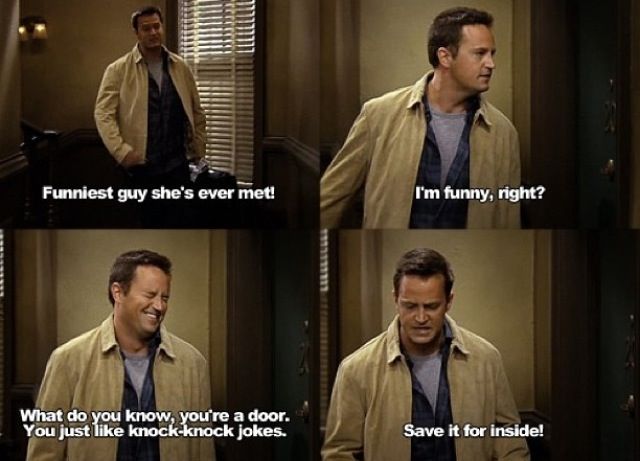 Funniest guy she's ever met!
I'm funny, right?
What do you know, you're a door.
You just like knock-knock jokes.
Save it for inside!